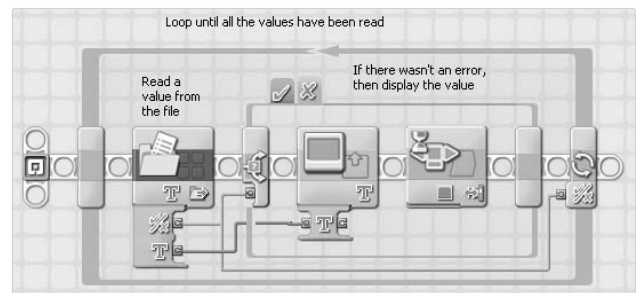 Loop until all the values have been read
Read a
value from
the file
If there wasn't an error,
then display the value
T
T
T
T